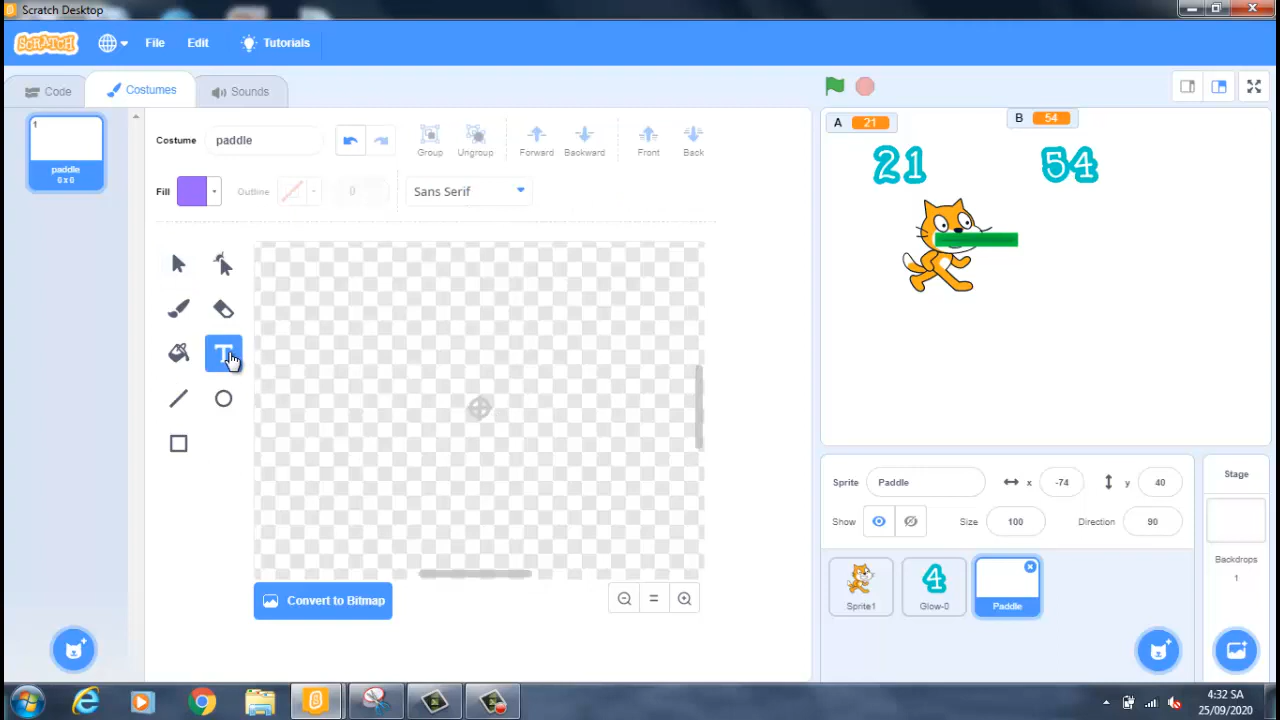 Scratch Desktop
SCRATCH File Edit Tutorials
Code Costumes Sounds
1
paddle
0 x 0
Costume paddle Group Ungroup Forward Backward Front Back
Fill Outline 0 Sans Serif
T
Convert to Bitmap
A 21 B 54
21 54
Sprite Paddle x -74 y 40
Show Size 100 Direction 90
Sprite1 Glow-0 Paddle
4
Stage
Backdrops
1
4:32 SA
25/09/2020